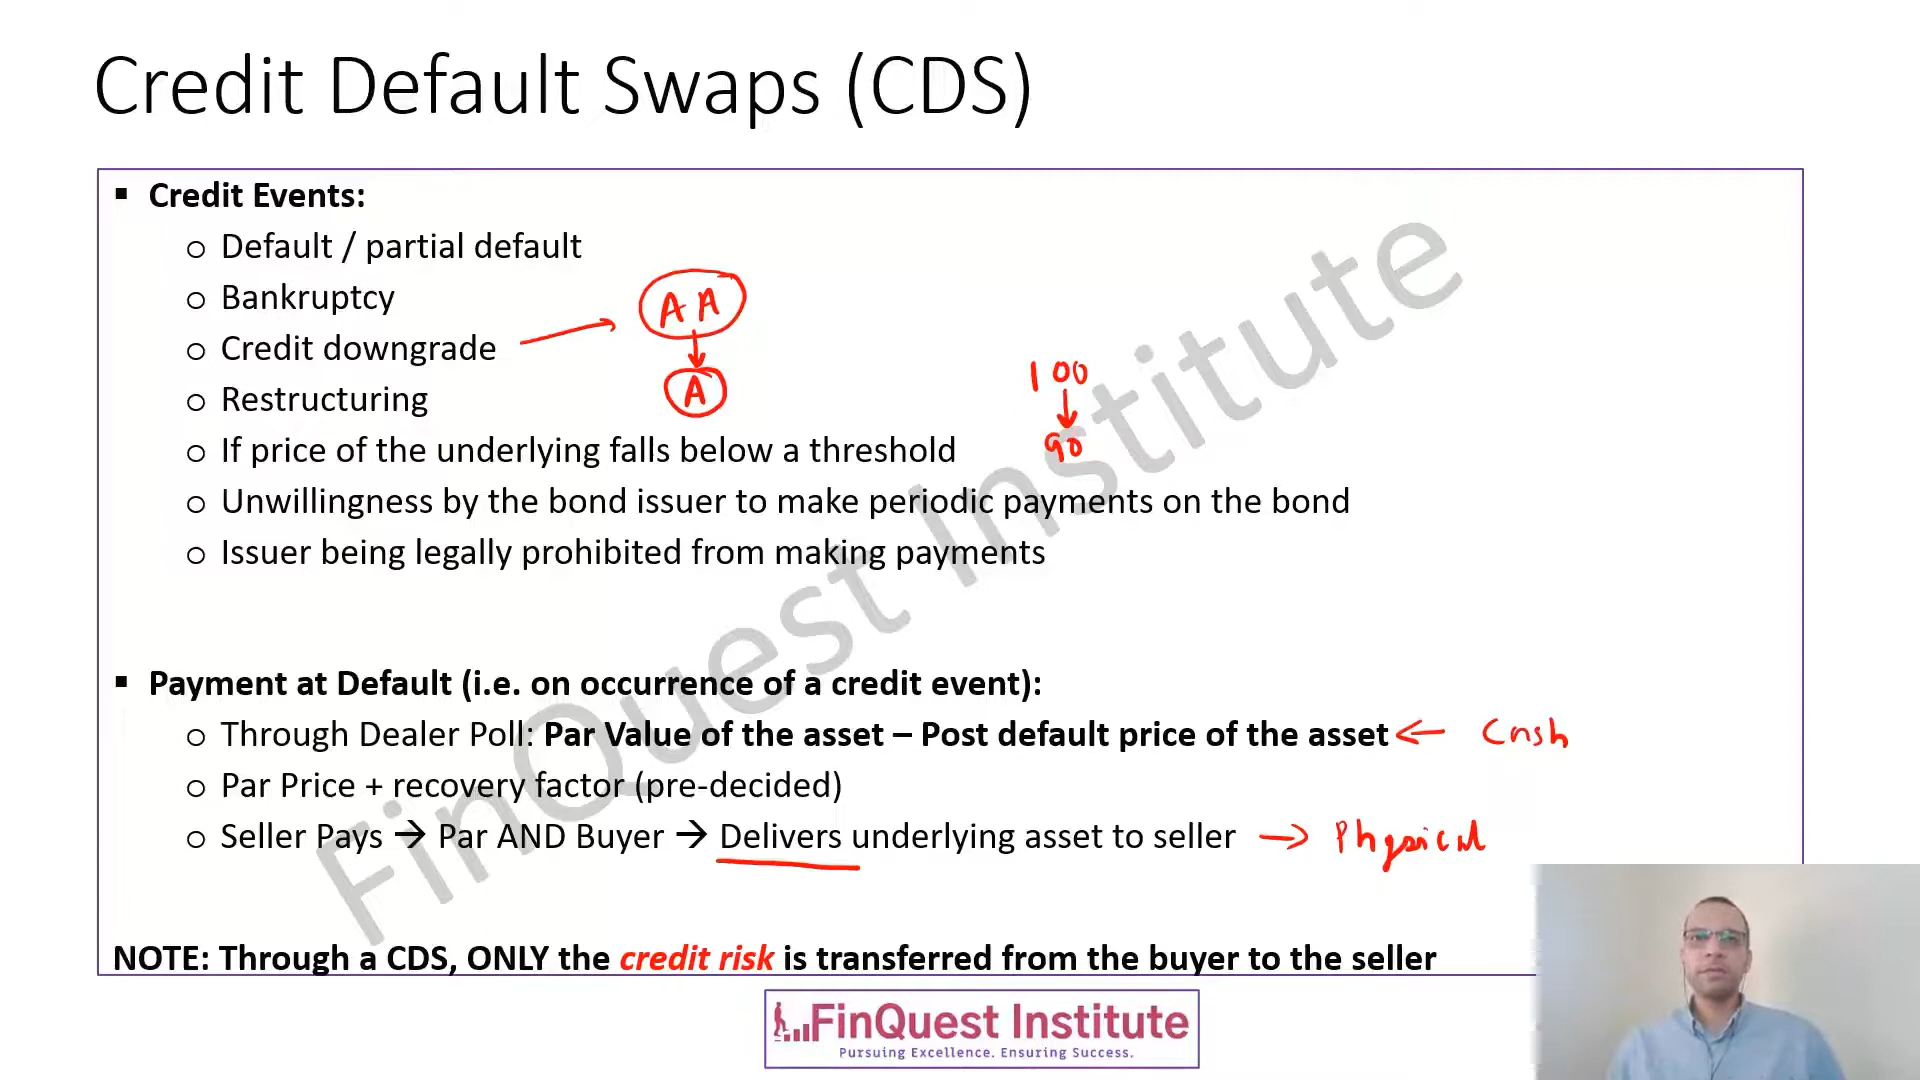 Credit Default Swaps (CDS)
▪ Credit Events:
o Default / partial default
o Bankruptcy
AA
o Credit downgrade →
A
o Restructuring
100
↓
90
o If price of the underlying falls below a threshold
o Unwillingness by the bond issuer to make periodic payments on the bond
o Issuer being legally prohibited from making payments
▪ Payment at Default (i.e. on occurrence of a credit event):
o Through Dealer Poll: Par Value of the asset – Post default price of the asset ← Cash
o Par Price + recovery factor (pre-decided)
o Seller Pays → Par AND Buyer → Delivers underlying asset to seller → Physical
NOTE: Through a CDS, ONLY the credit risk is transferred from the buyer to the seller
FinQuest Institute
FinQuest Institute
Pursuing Excellence. Ensuring Success.